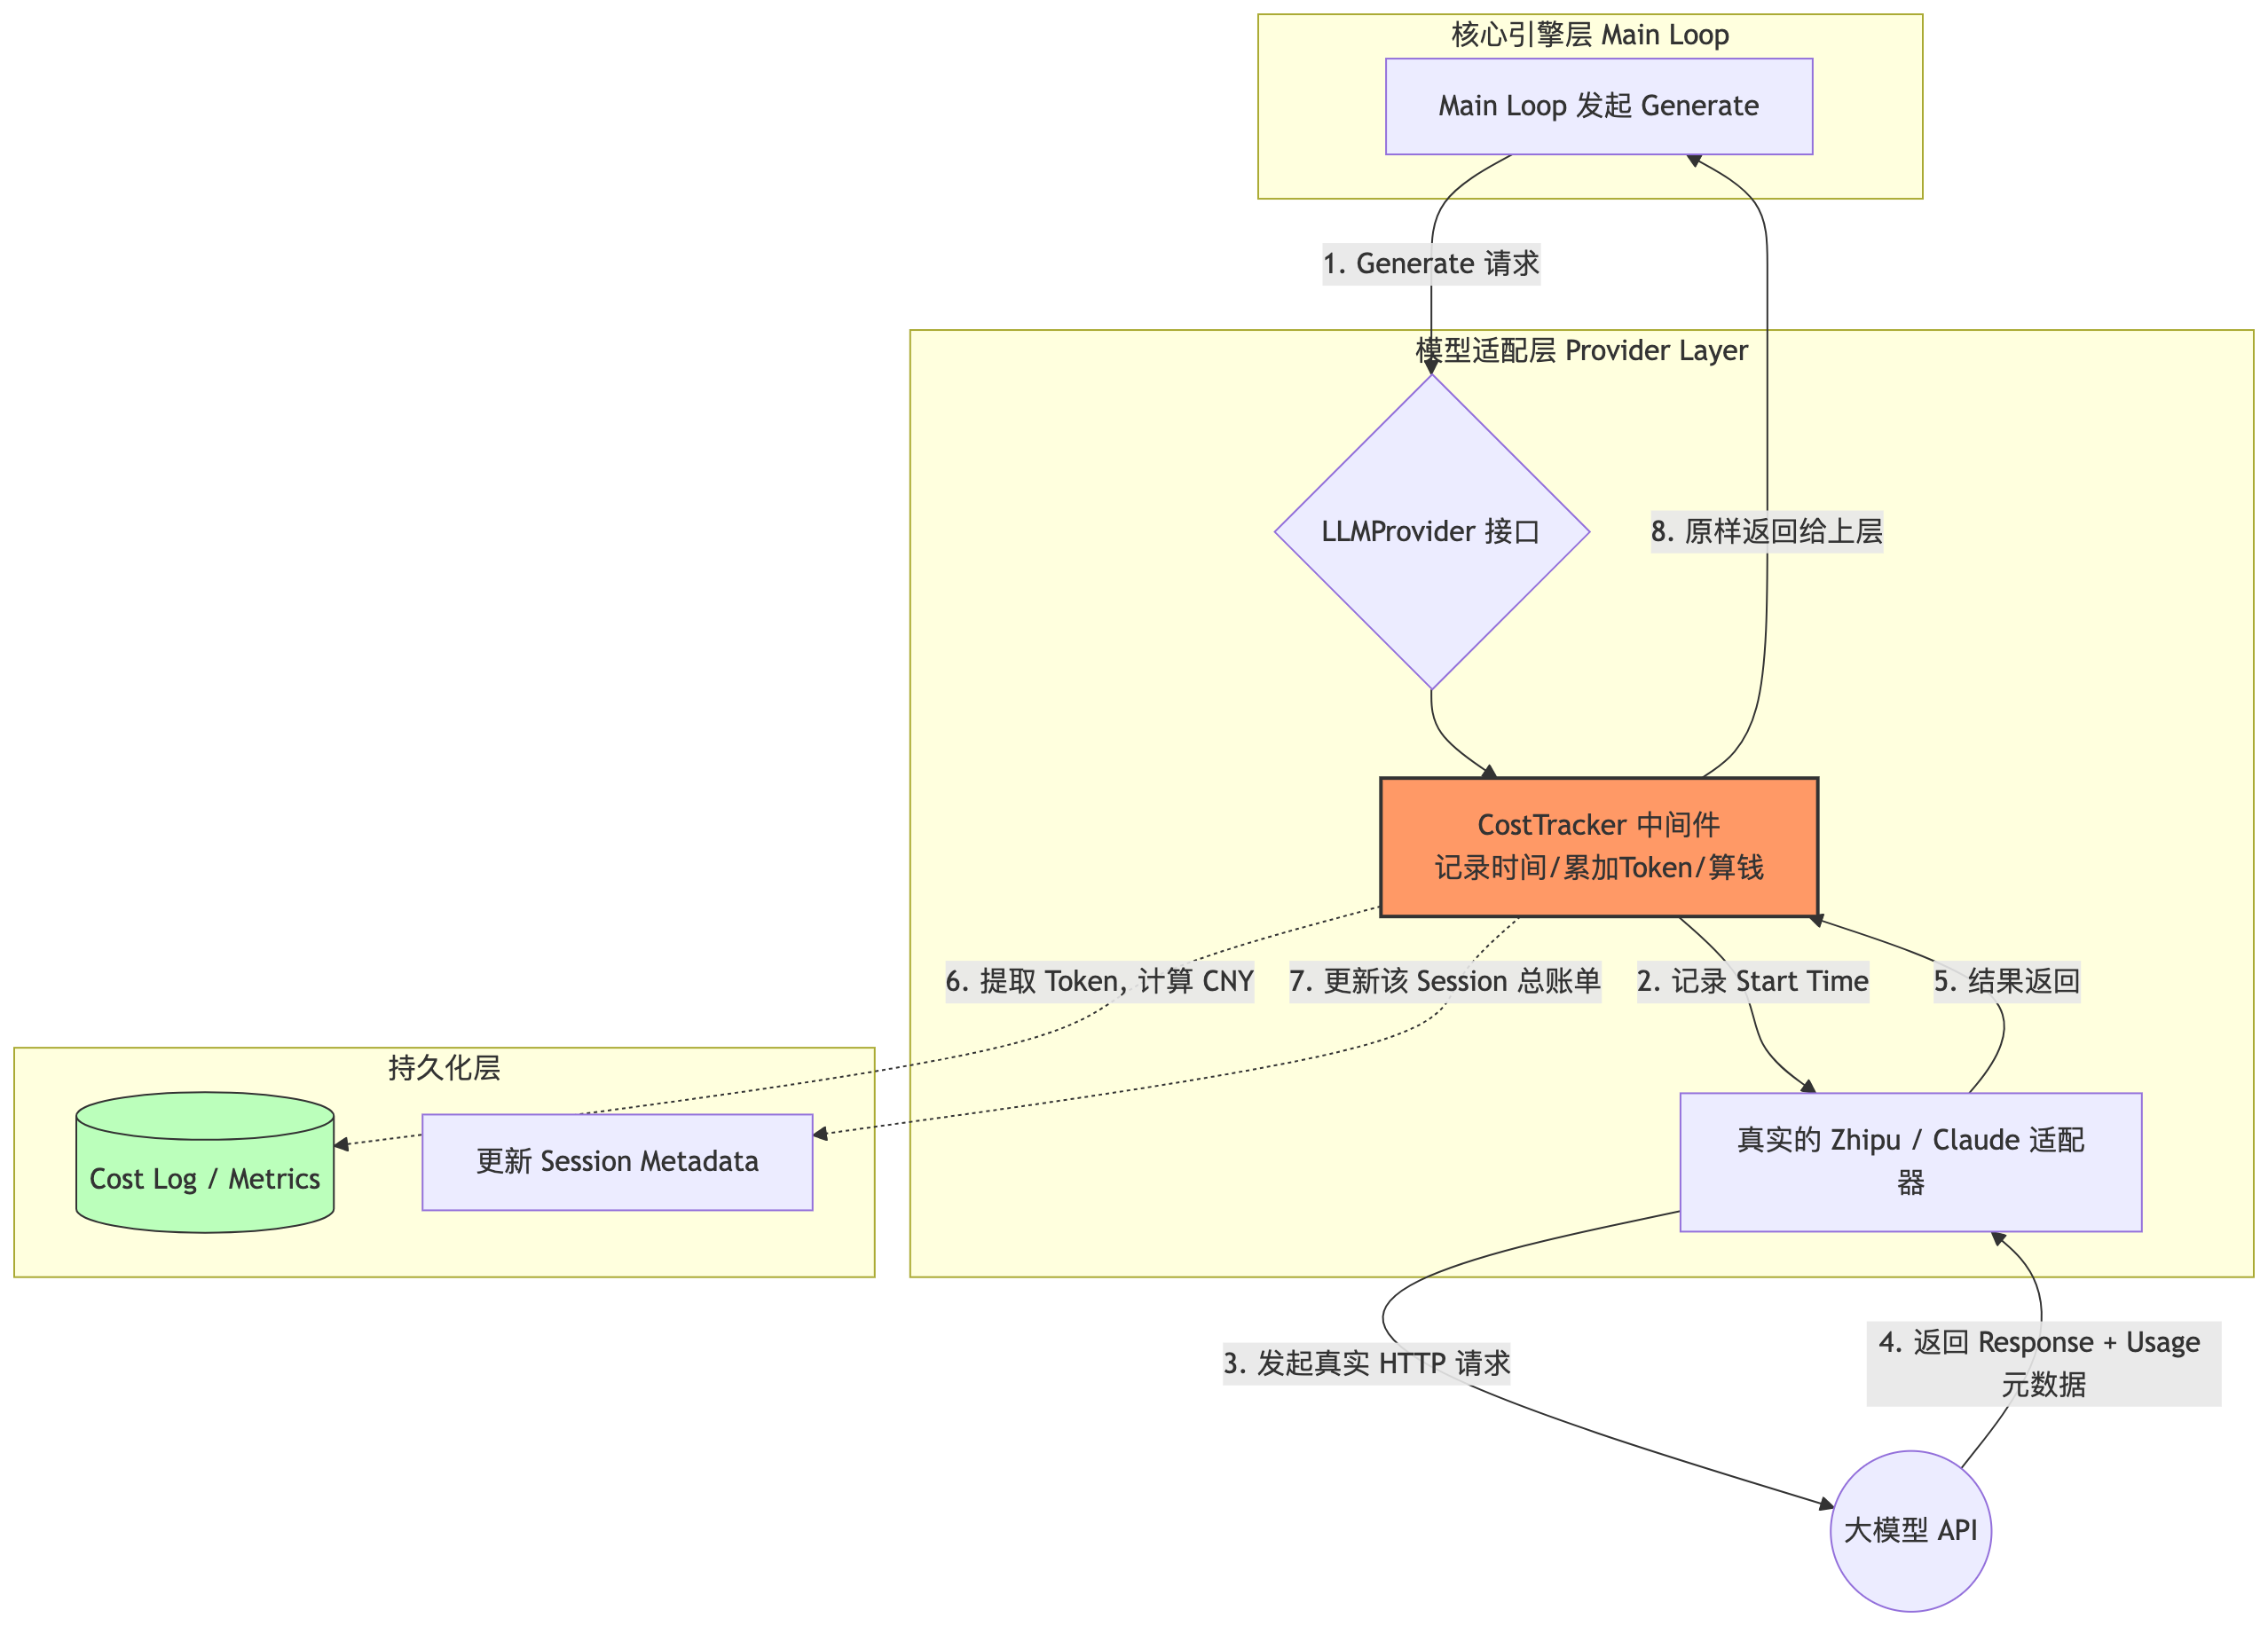 核心引擎层 Main Loop
Main Loop 发起 Generate
1. Generate 请求
模型适配层 Provider Layer
LLMProvider 接口
8. 原样返回给上层
CostTracker 中间件
记录时间/累加Token/算钱
6. 提取 Token, 计算 CNY
7. 更新该 Session 总账单
2. 记录 Start Time
5. 结果返回
持久化层
Cost Log / Metrics
更新 Session Metadata
真实的 Zhipu / Claude 适配
器
3. 发起真实 HTTP 请求
4. 返回 Response + Usage
元数据
大模型 API